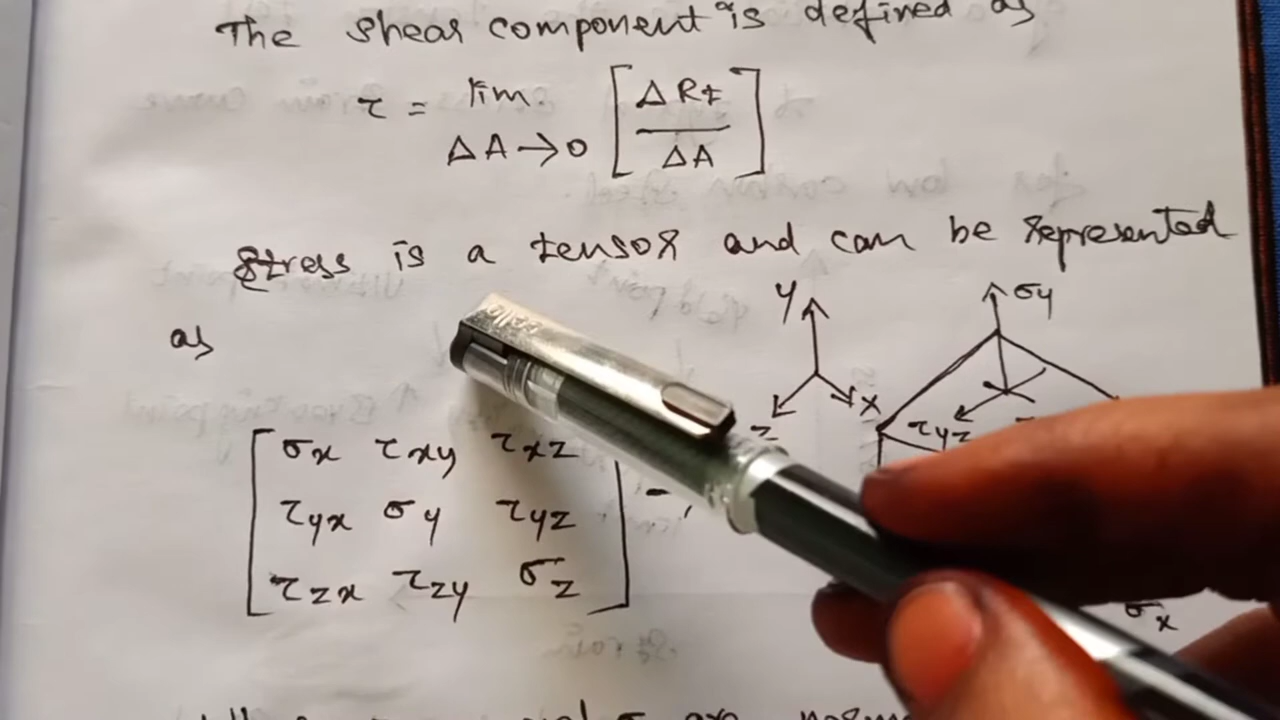 The shear component is defined as
τ = lim. ΔA→0 [ΔRt / ΔA]
Stress is a tensor and can be represented
as
y
σy
x
z
τyz
σx τxy τxz
τyx σy τyz
τzx τzy σz
σx
cello